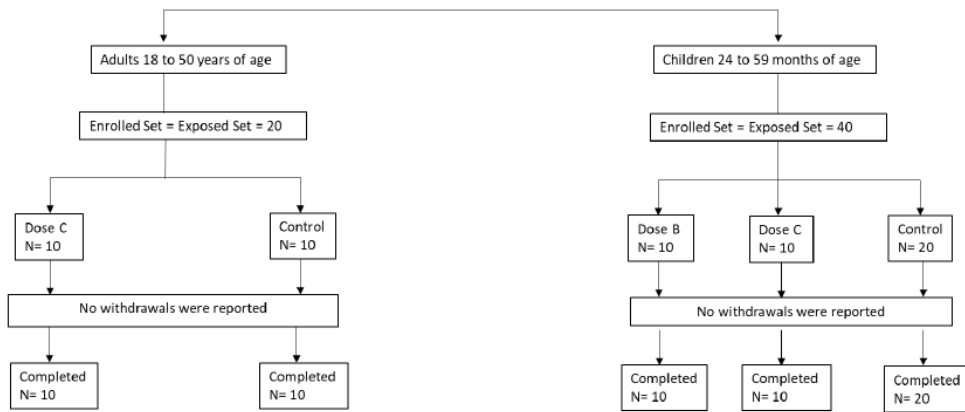 Adults 18 to 50 years of age
Children 24 to 59 months of age
Enrolled Set = Exposed Set = 20
Enrolled Set = Exposed Set = 40
Dose C
N= 10
Control
N= 10
Dose B
N= 10
Dose C
N= 10
Control
N= 20
No withdrawals were reported
No withdrawals were reported
Completed
N= 10
Completed
N= 10
Completed
N= 10
Completed
N= 10
Completed
N= 20